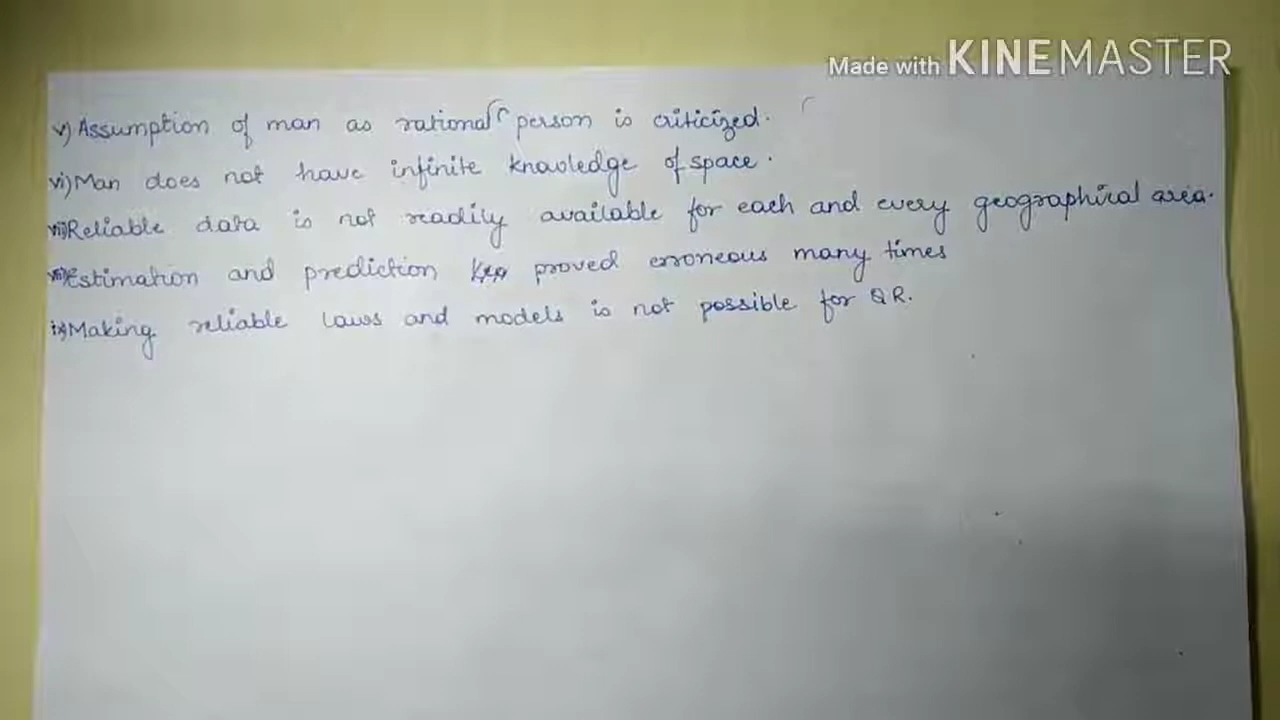 Made with KINEMASTER
v) Assumption of man as rational person is criticized.
vi) Man does not have infinite knowledge of space.
vii) Reliable data is not readily available for each and every geographical area.
viii) Estimation and prediction proved erroneous many times
ix) Making reliable laws and models is not possible for QR.